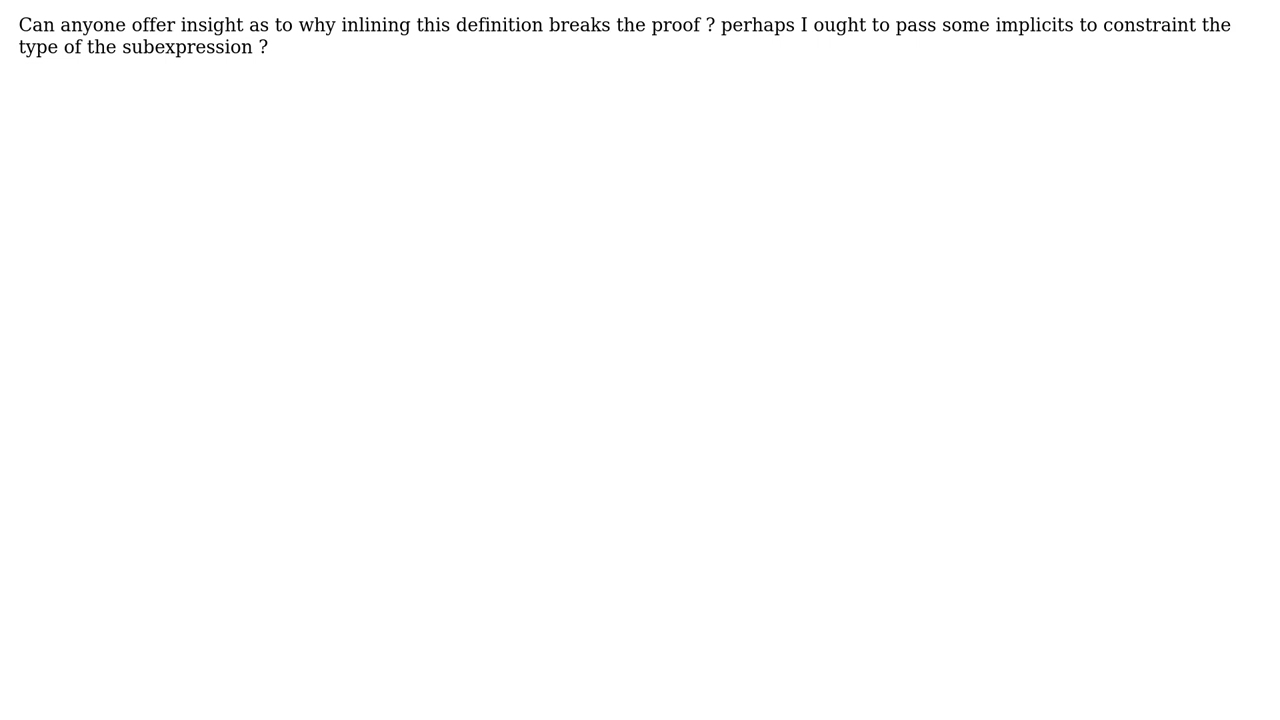 Can anyone offer insight as to why inlining this definition breaks the proof ? perhaps I ought to pass some implicits to constraint the
type of the subexpression ?